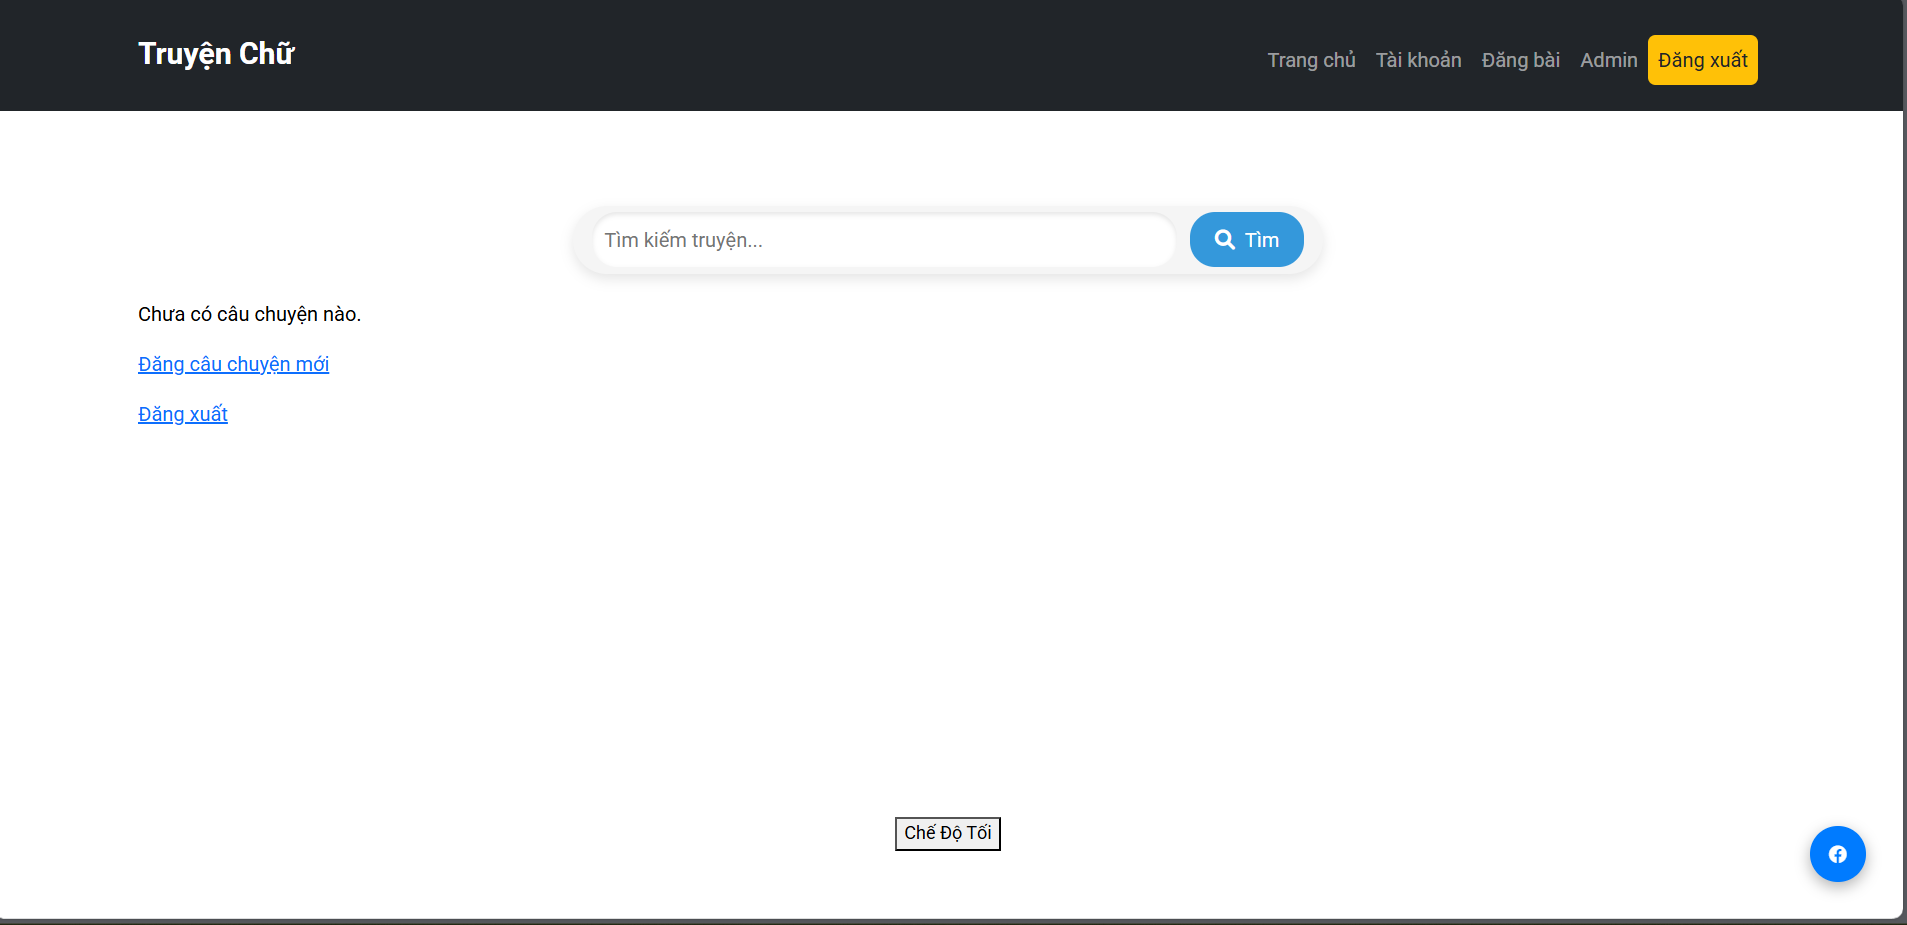 Truyện Chữ
Trang chủ Tài khoản Đăng bài Admin Đăng xuất
Tìm kiếm truyện... Tìm
Chưa có câu chuyện nào.
Đăng câu chuyện mới
Đăng xuất
Chế Độ Tối